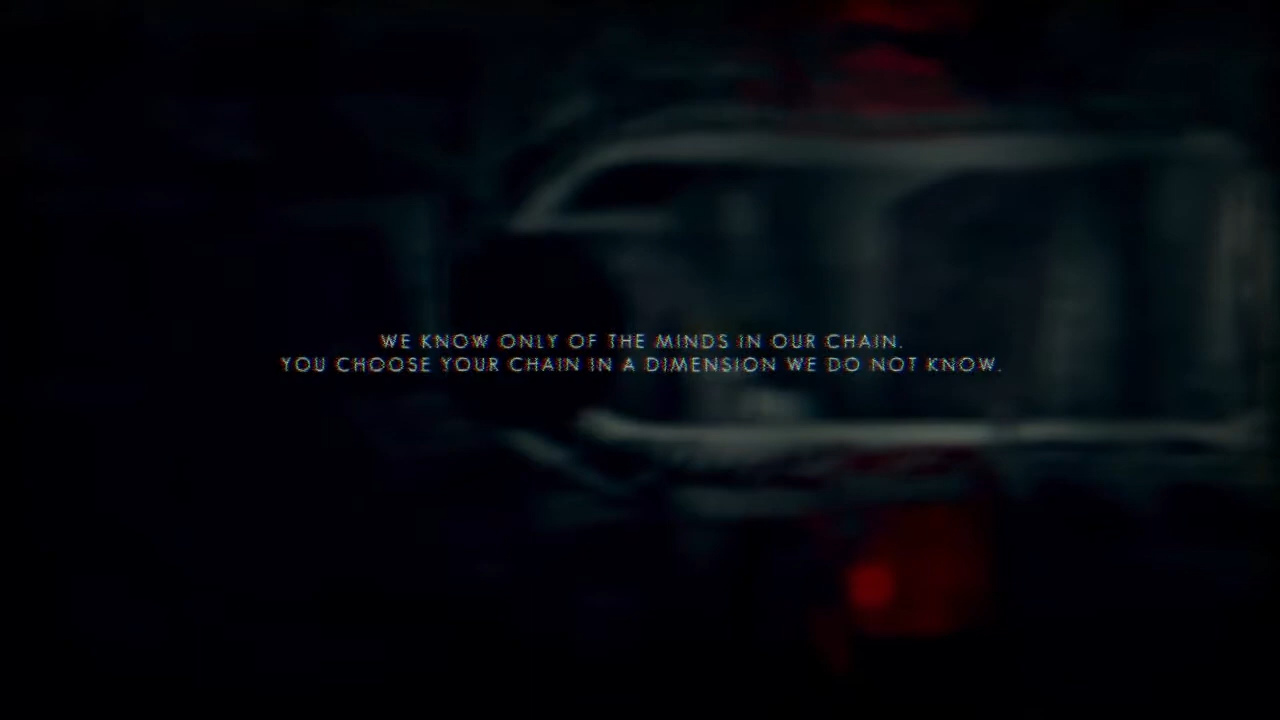 WE KNOW ONLY OF THE MINDS IN OUR CHAIN.
YOU CHOOSE YOUR CHAIN IN A DIMENSION WE DO NOT KNOW.